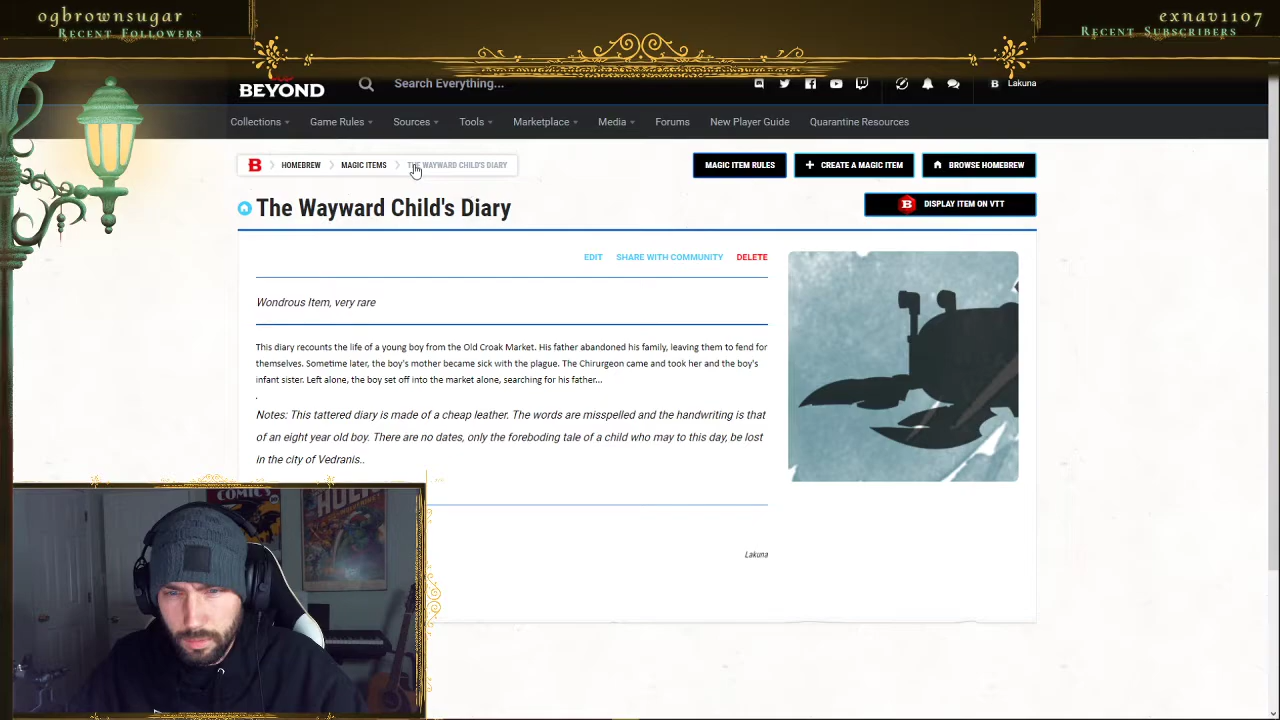 ogbrownsugar
Recent Followers
exnav1107
Recent Subscribers
BEYOND
Search Everything...
B
Lakuna
Collections
Game Rules
Sources
Tools
Marketplace
Media
Forums
New Player Guide
Quarantine Resources
B
HOMEBREW
MAGIC ITEMS
THE WAYWARD CHILD'S DIARY
MAGIC ITEM RULES
CREATE A MAGIC ITEM
BROWSE HOMEBREW
The Wayward Child's Diary
B
DISPLAY ITEM ON VTT
EDIT
SHARE WITH COMMUNITY
DELETE
Wondrous Item, very rare
This diary recounts the life of a young boy from the Old Croak Market. His father abandoned his family, leaving them to fend for
themselves. Sometime later, the boy's mother became sick with the plague. The Chirurgeon came and took her and the boy's
infant sister. Left alone, the boy set off into the market alone, searching for his father...
.
Notes: This tattered diary is made of a cheap leather. The words are misspelled and the handwriting is that
of an eight year old boy. There are no dates, only the foreboding tale of a child who may to this day, be lost
in the city of Vedranis..
Lakuna
COMICS